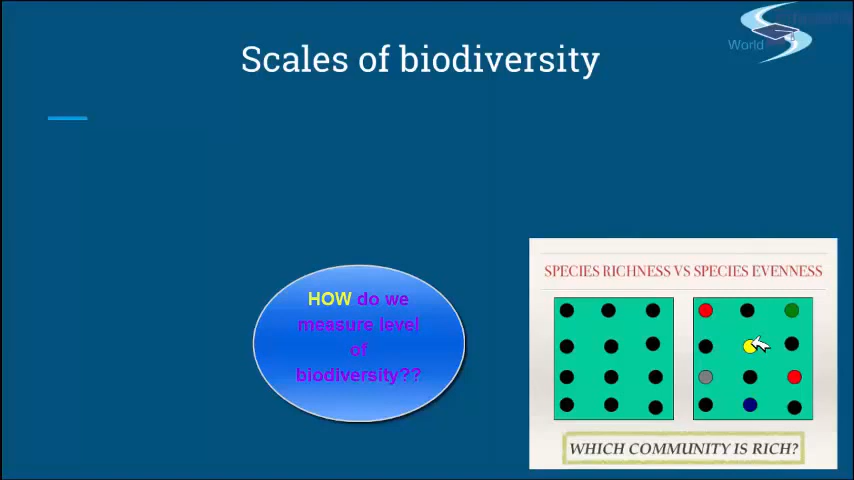 World
Scales of biodiversity
HOW do we
measure level
of
biodiversity??
SPECIES RICHNESS VS SPECIES EVENNESS
WHICH COMMUNITY IS RICH?